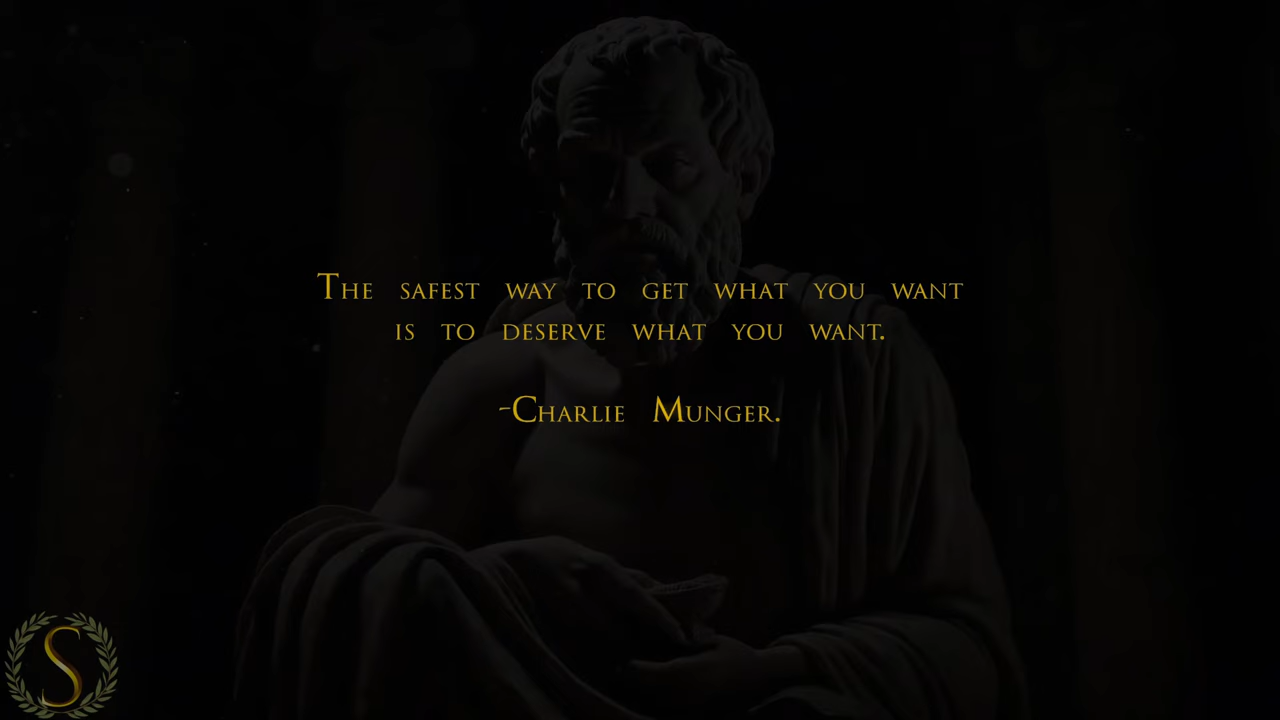 The safest way to get what you want
is to deserve what you want.
-Charlie Munger.
S